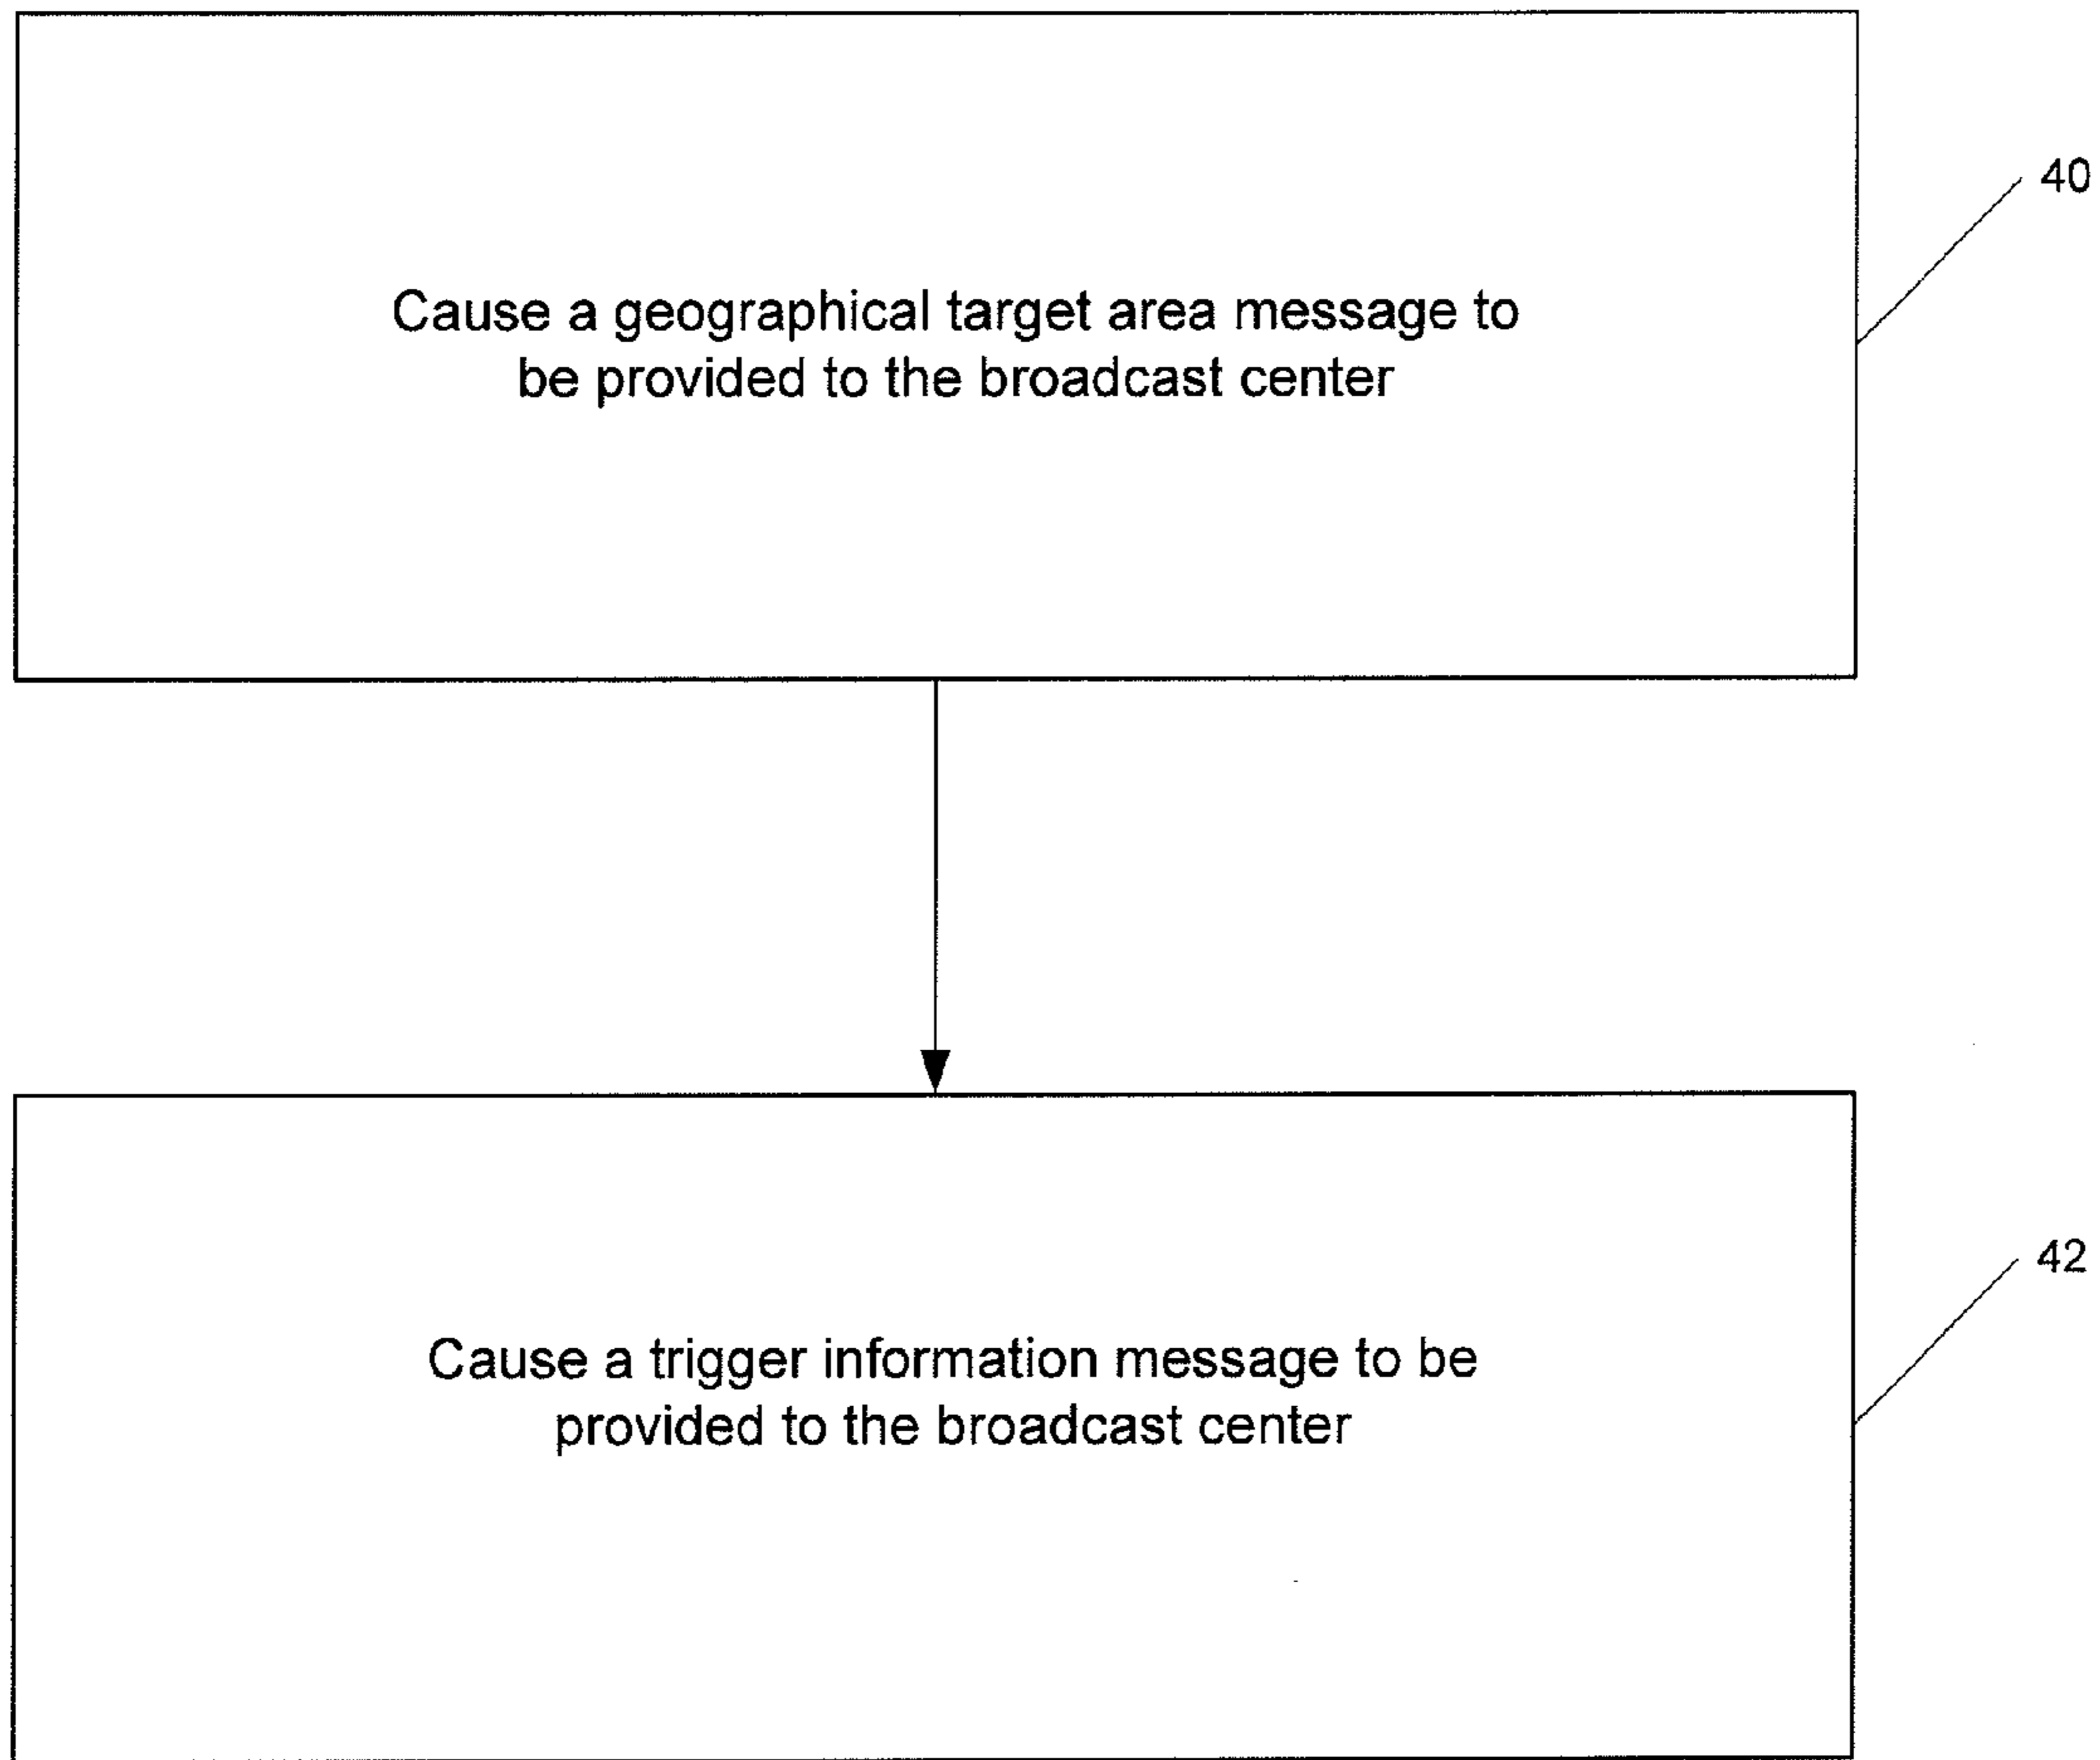 40
Cause a geographical target area message to
be provided to the broadcast center
42
Cause a trigger information message to be
provided to the broadcast center